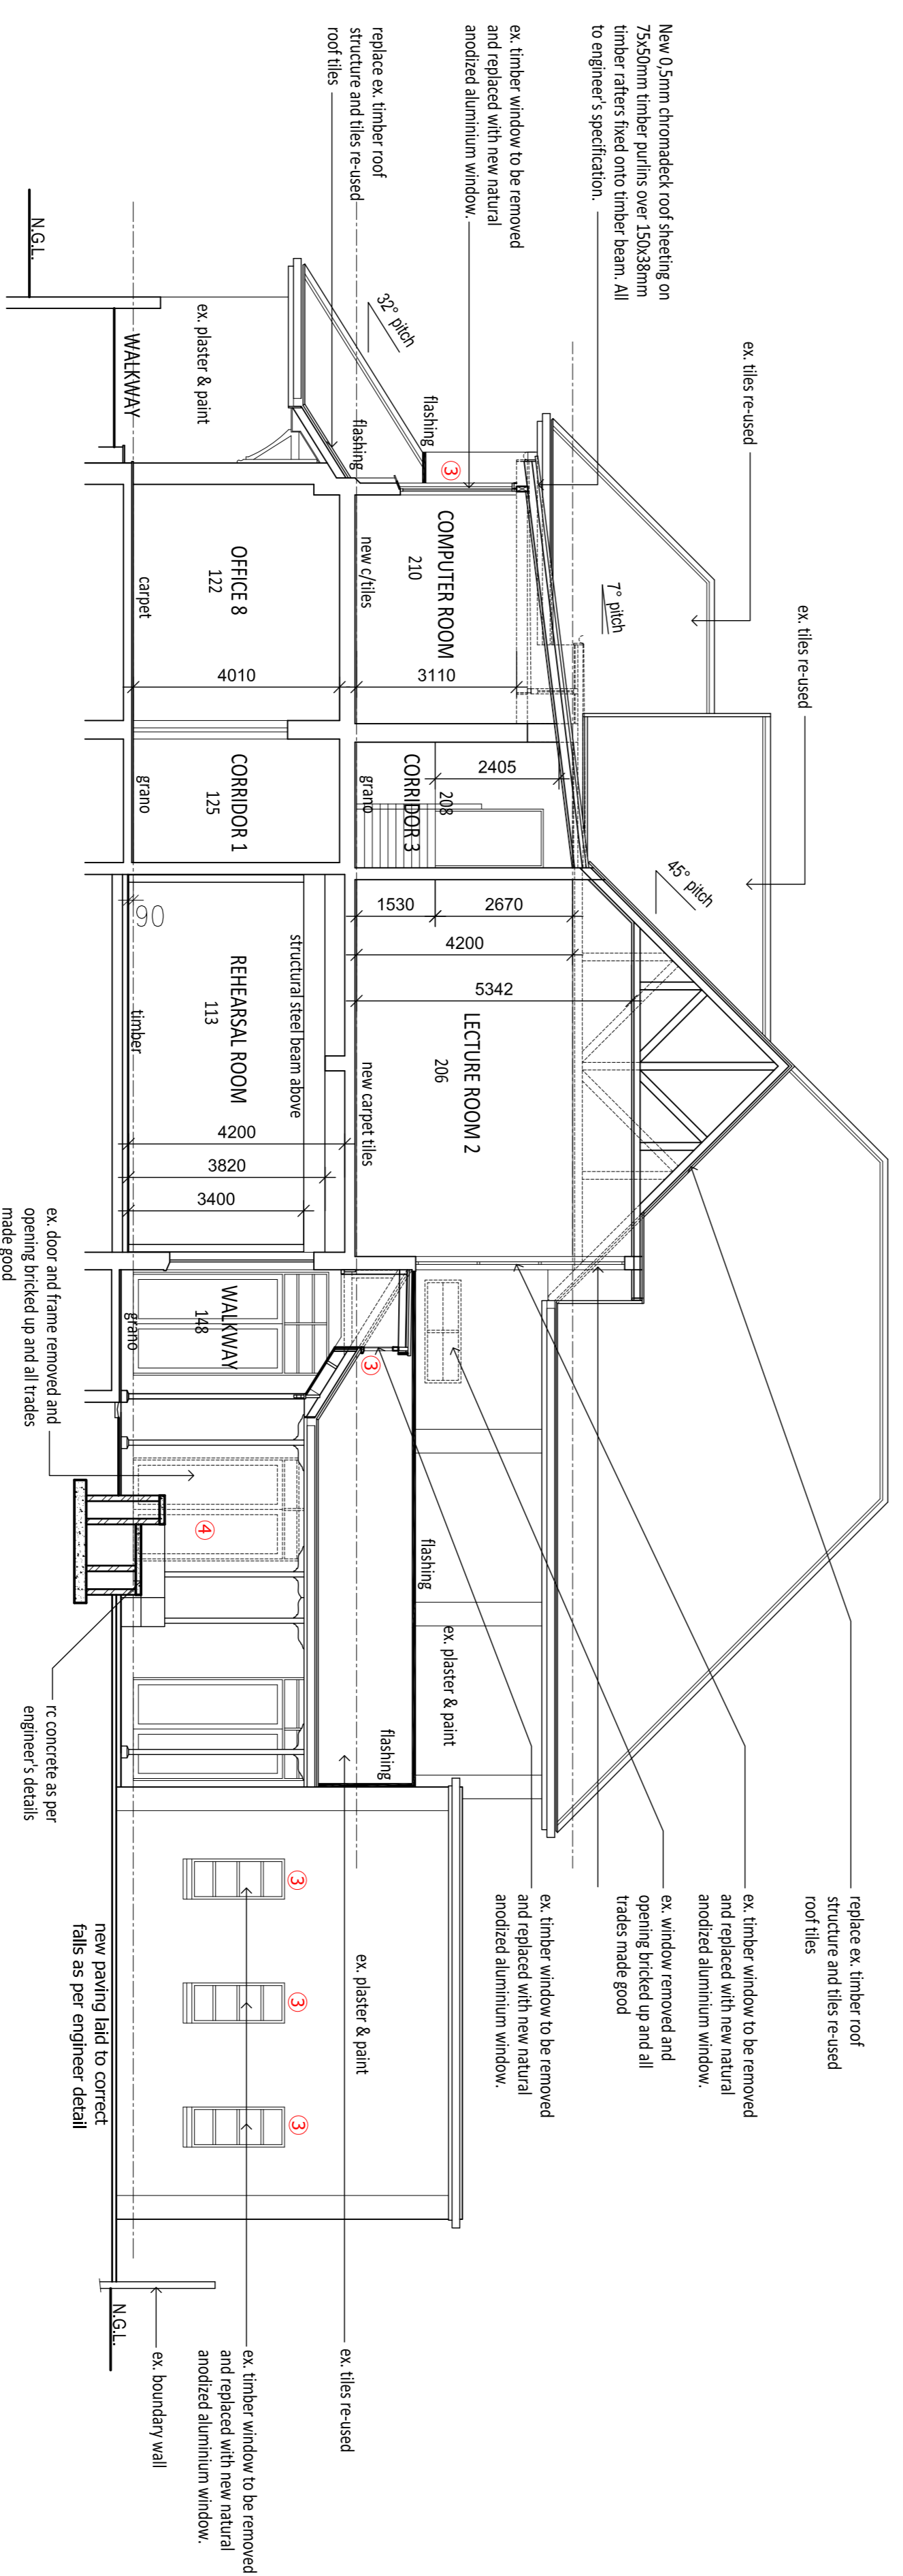 New 0,5mm chromadeck roof sheeting on
75x50mm timber purlins over 150x38mm
timber rafters fixed onto timber beam. All
to engineer's specification.
ex. timber window to be removed
and replaced with new natural
anodized aluminium window.
replace ex. timber roof
structure and tiles re-used
roof tiles
N.G.L.
ex. tiles re-used
ex. tiles re-used
7° pitch
45° pitch
32° pitch
flashing
flashing
③
ex. plaster & paint
WALKWAY
COMPUTER ROOM
210
new c/tiles
3110
OFFICE 8
122
carpet
4010
2405
208
CORRIDOR 3
grano
CORRIDOR 1
125
grano
1530
2670
4200
5342
LECTURE ROOM 2
206
new carpet tiles
90
structural steel beam above
REHEARSAL ROOM
113
timber
4200
3820
3400
WALKWAY
148
grano
③
④
ex. door and frame removed and
opening bricked up and all trades
made good
flashing
ex. plaster & paint
flashing
rc concrete as per
engineer's details
replace ex. timber roof
structure and tiles re-used
roof tiles
ex. timber window to be removed
and replaced with new natural
anodized aluminium window.
ex. window removed and
opening bricked up and all
trades made good
ex. timber window to be removed
and replaced with new natural
anodized aluminium window.
ex. plaster & paint
③
③
③
new paving laid to correct
falls as per engineer detail
N.G.L.
ex. tiles re-used
ex. timber window to be removed
and replaced with new natural
anodized aluminium window.
ex. boundary wall